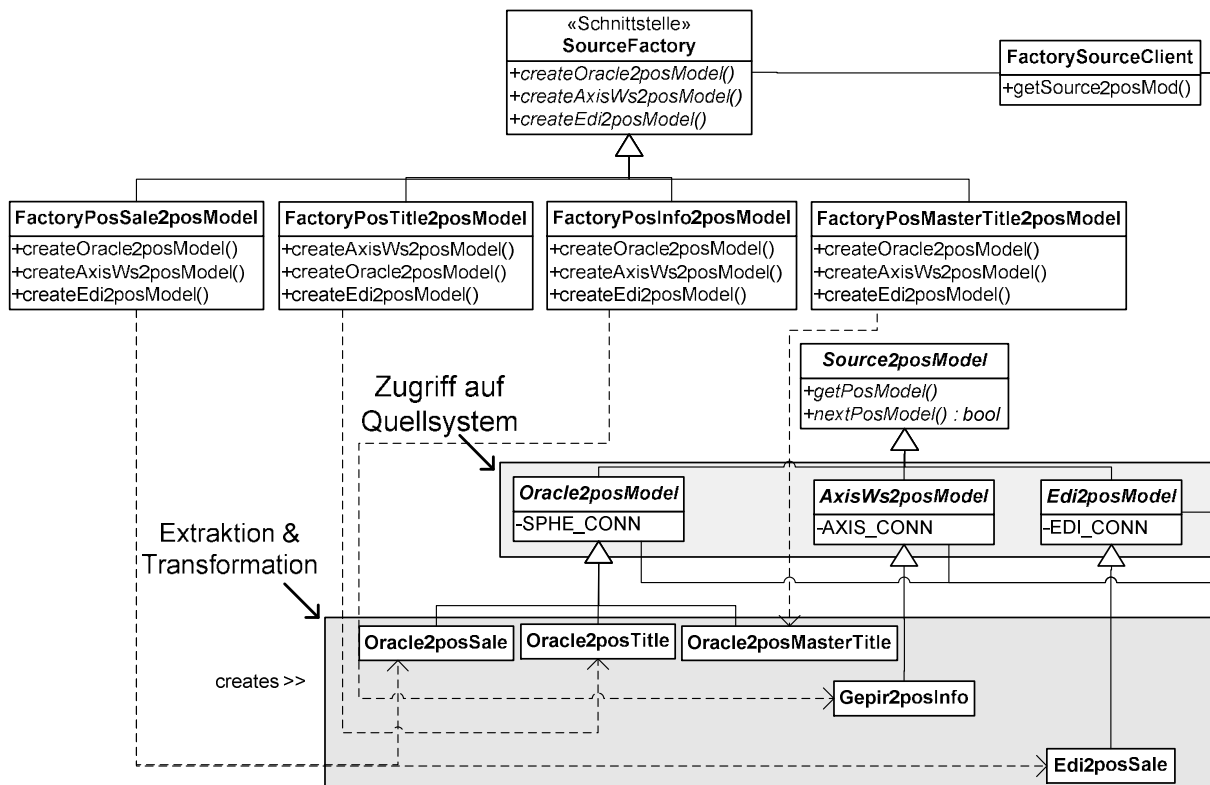 «Schnittstelle»
SourceFactory
+createOracle2posModel()
+createAxisWs2posModel()
+createEdi2posModel()
FactorySourceClient
+getSource2posMod()
FactoryPosSale2posModel
+createOracle2posModel()
+createAxisWs2posModel()
+createEdi2posModel()
FactoryPosTitle2posModel
+createAxisWs2posModel()
+createOracle2posModel()
+createEdi2posModel()
FactoryPosInfo2posModel
+createOracle2posModel()
+createAxisWs2posModel()
+createEdi2posModel()
FactoryPosMasterTitle2posModel
+createOracle2posModel()
+createAxisWs2posModel()
+createEdi2posModel()
Source2posModel
+getPosModel()
+nextPosModel() : bool
Zugriff auf
Quellsystem
Oracle2posModel
-SPHE_CONN
AxisWs2posModel
-AXIS_CONN
Edi2posModel
-EDI_CONN
Extraktion &
Transformation
Oracle2posSale
Oracle2posTitle
Oracle2posMasterTitle
creates >>
Gepir2posInfo
Edi2posSale